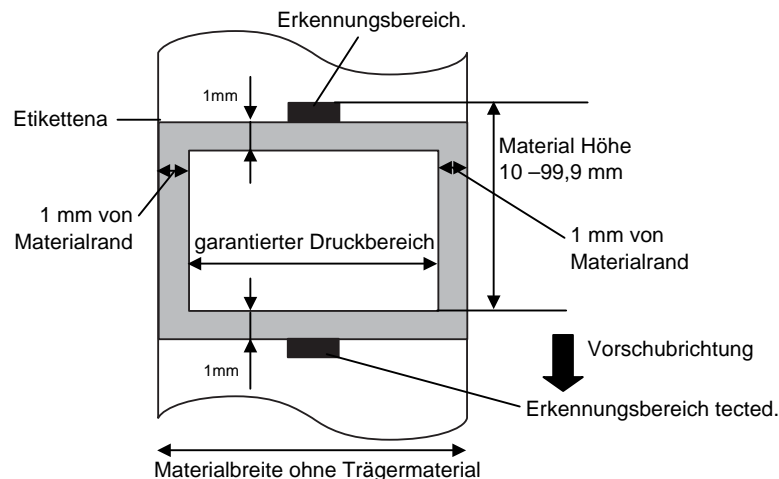 Erkennungsbereich.
1mm
Etikettena
Material Höhe
10 –99,9 mm
1 mm von
Materialrand
garantierter Druckbereich
1 mm von
Materialrand
Vorschubrichtung
1mm
Erkennungsbereich tected.
Materialbreite ohne Trägermaterial